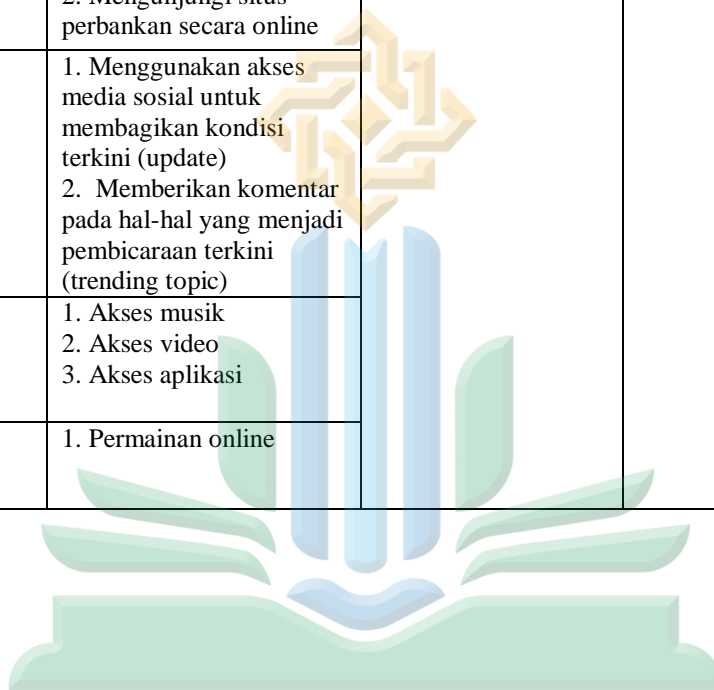 2. Mengunjungi situs
perbankan secara online
1. Menggunakan akses
media sosial untuk
membagikan kondisi
terkini (update)
2. Memberikan komentar
pada hal-hal yang menjadi
pembicaraan terkini
(trending topic)
1. Akses musik
2. Akses video
3. Akses aplikasi
1. Permainan online